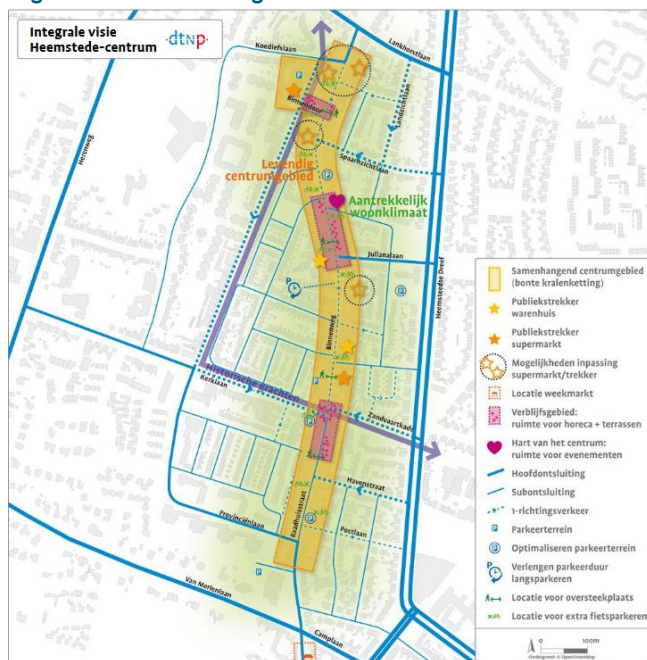 Integrale visie
Heemstede-centrum
dtnp
Koediefslaan
Lankhorstlaan
Landzichtlaan
Binnendoor
Herenweg
Levendig
centrumgebied
Spaarnzichtlaan
Aantrekkelijk
woonklimaat
Julianalaan
Heemsteedse Dreef
Binnenweg
Historische grachten
Kerklaan
Zandvaartkade
Havenstraat
Raadhuisstraat
Provinciënlaan
Postlaan
Van Merlenlaan
Camplaan
Samenhangend centrumgebied
(bonte kralenketting)
Publiekstrekker
warenhuis
Publiekstrekker
supermarkt
Mogelijkheden inpassing
supermarkt/trekker
Locatie weekmarkt
Verblijfsgebied:
ruimte voor horeca + terrassen
Hart van het centrum:
ruimte voor evenementen
Hoofdontsluiting
Subontsluiting
1-richtingsverkeer
P Parkeerterrein
P Optimaliseren parkeerterrein
P Verlengen parkeerduur
langsparkeren
Locatie voor oversteekplaats
Locatie voor extra fietsparkeren
0 100m
Ondergrond: © OpenStreetMap